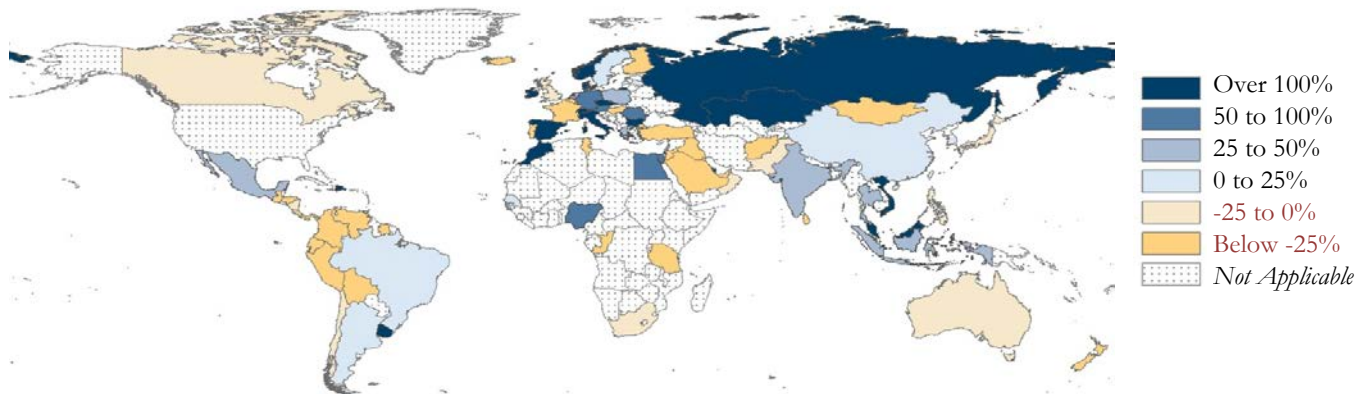 Over 100%
50 to 100%
25 to 50%
0 to 25%
-25 to 0%
Below -25%
Not Applicable